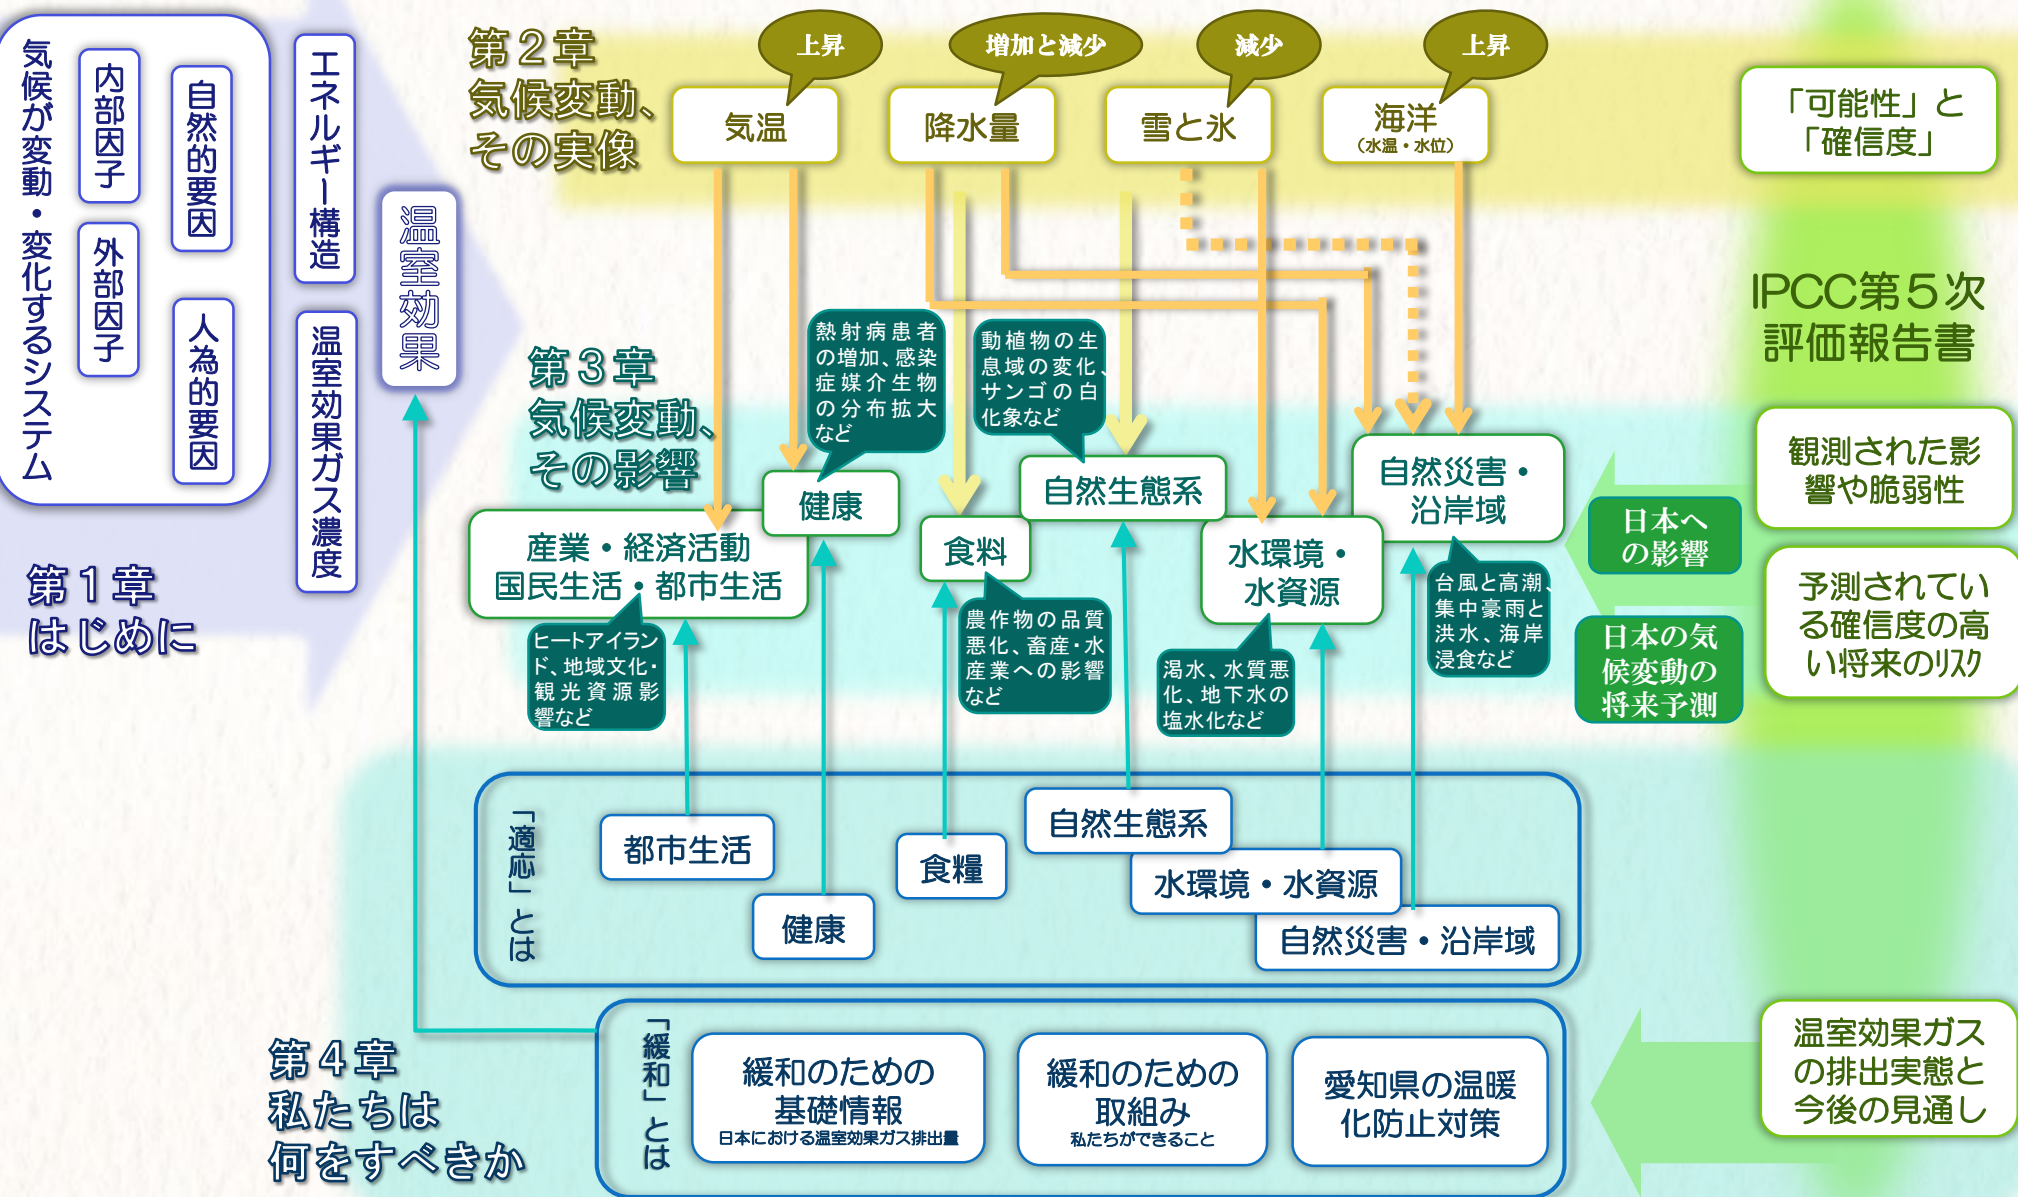 気候が変動・変化するシステム
内部因子
外部因子
自然的要因
人為的要因
エネルギー構造
温室効果ガス濃度
温室効果
第１章
はじめに
第２章
気候変動、
その実像
上昇
気温
増加と減少
降水量
減少
雪と氷
上昇
海洋
（水温・水位）
「可能性」と
「確信度」
IPCC第５次
評価報告書
第３章
気候変動、
その影響
熱射病患者
の増加、感染
症媒介生物
の分布拡大
など
健康
動植物の生
息域の変化、
サンゴの白
化象など
自然生態系
産業・経済活動
国民生活・都市生活
ヒートアイラン
ド、地域文化・
観光資源影
響など
食料
農作物の品質
悪化、畜産・水
産業への影響
など
水環境・
水資源
渇水、水質悪
化、地下水の
塩水化など
自然災害・
沿岸域
台風と高潮、
集中豪雨と
洪水、海岸
浸食など
日本へ
の影響
日本の気
候変動の
将来予測
観測された影
響や脆弱性
予測されてい
る確信度の高
い将来のリスク
「適応」とは
都市生活
健康
食糧
自然生態系
水環境・水資源
自然災害・沿岸域
第４章
私たちは
何をすべきか
「緩和」とは
緩和のための
基礎情報
日本における温室効果ガス排出量
緩和のための
取組み
私たちができること
愛知県の温暖
化防止対策
温室効果ガス
の排出実態と
今後の見通し